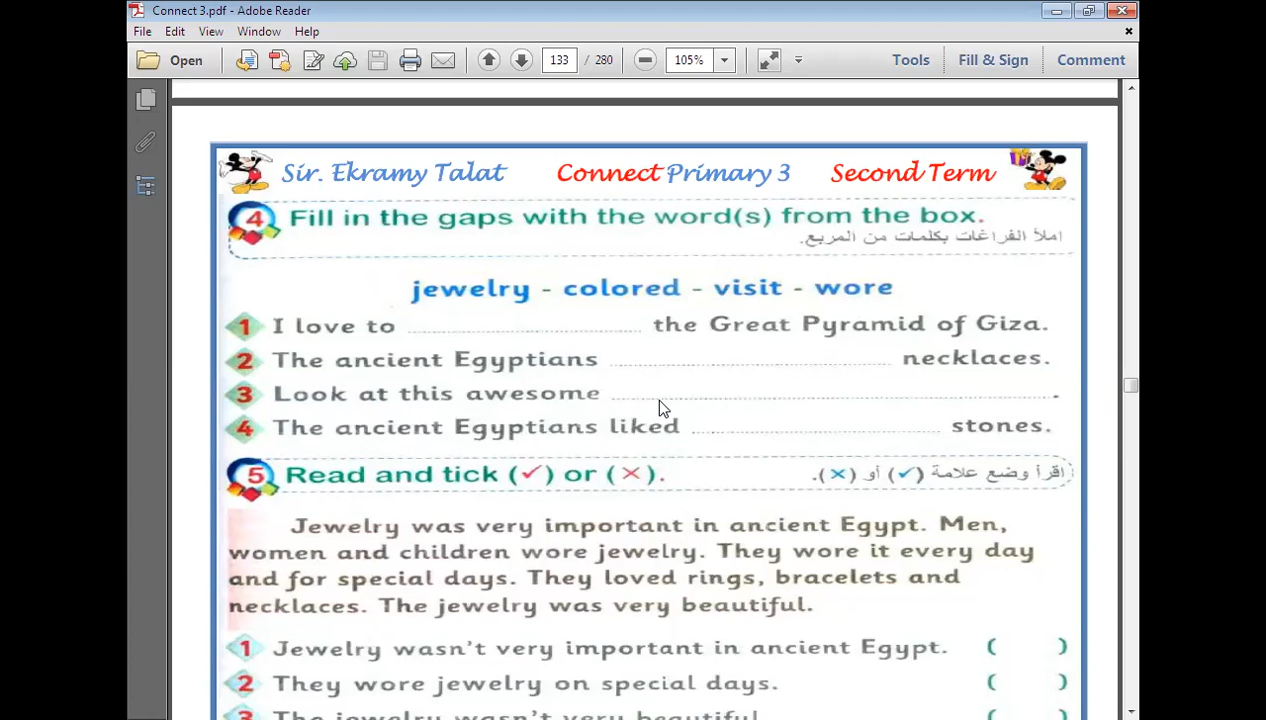 Connect 3.pdf - Adobe Reader
File Edit View Window Help
Open 133 / 280 105% Tools Fill & Sign Comment
Sir. Ekramy Talat Connect Primary 3 Second Term
4 Fill in the gaps with the word(s) from the box.
املأ الفراغات بكلمات من المربع.
jewelry - colored - visit - wore
1 I love to ........ the Great Pyramid of Giza.
2 The ancient Egyptians ........ necklaces.
3 Look at this awesome ........ .
4 The ancient Egyptians liked ........ stones.
5 Read and tick (✓) or (×). اقرأ وضع علامة (✓) أو (×).
Jewelry was very important in ancient Egypt. Men,
women and children wore jewelry. They wore it every day
and for special days. They loved rings, bracelets and
necklaces. The jewelry was very beautiful.
1 Jewelry wasn't very important in ancient Egypt. ( )
2 They wore jewelry on special days. ( )
3 The jewelry wasn't very beautiful. ( )